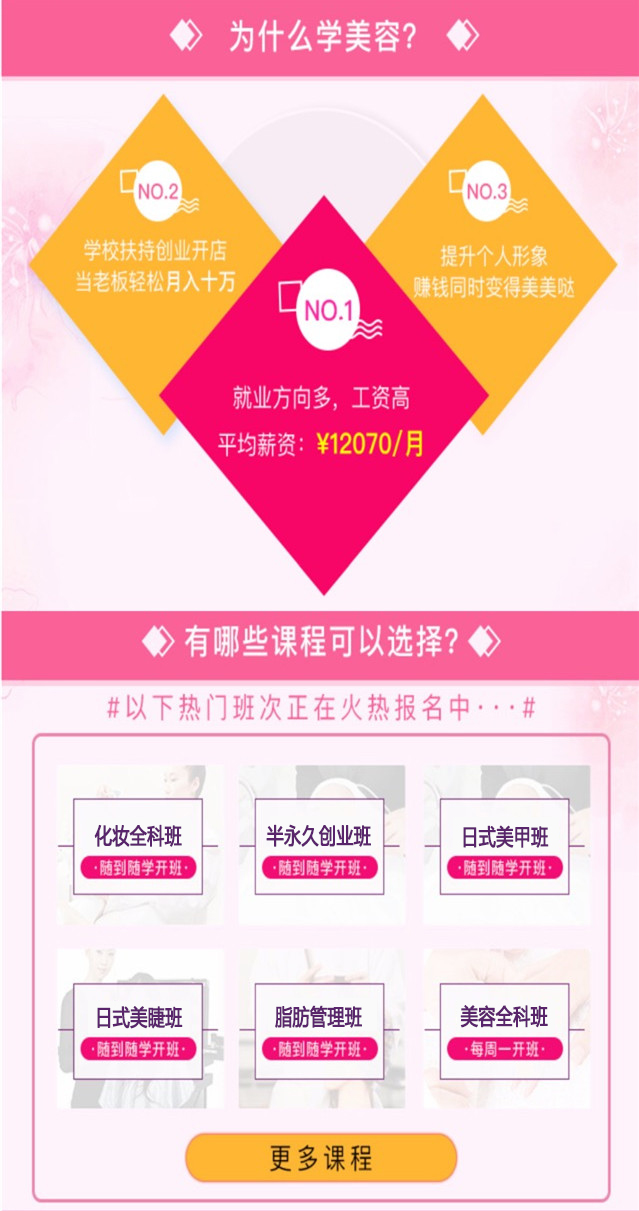 为什么学美容?
NO.2
学校扶持创业开店
当老板轻松月入十万
NO.3
提升个人形象
赚钱同时变得美美哒
NO.1
就业方向多，工资高
平均薪资：¥12070/月
有哪些课程可以选择?
#以下热门班次正在火热报名中···#
化妆全科班
·随到随学开班·
半永久创业班
·随到随学开班·
日式美甲班
·随到随学开班·
日式美睫班
·随到随学开班·
脂肪管理班
·随到随学开班·
美容全科班
·每周一开班·
更多课程